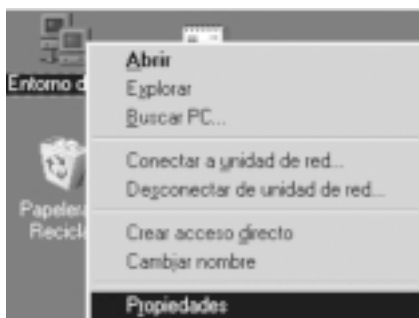 Abrir
Explorar
Buscar PC...
Conectar a unidad de red...
Desconectar de unidad de red...
Crear acceso directo
Cambiar nombre
Propiedades
Entorno d
Papelera
Recicla